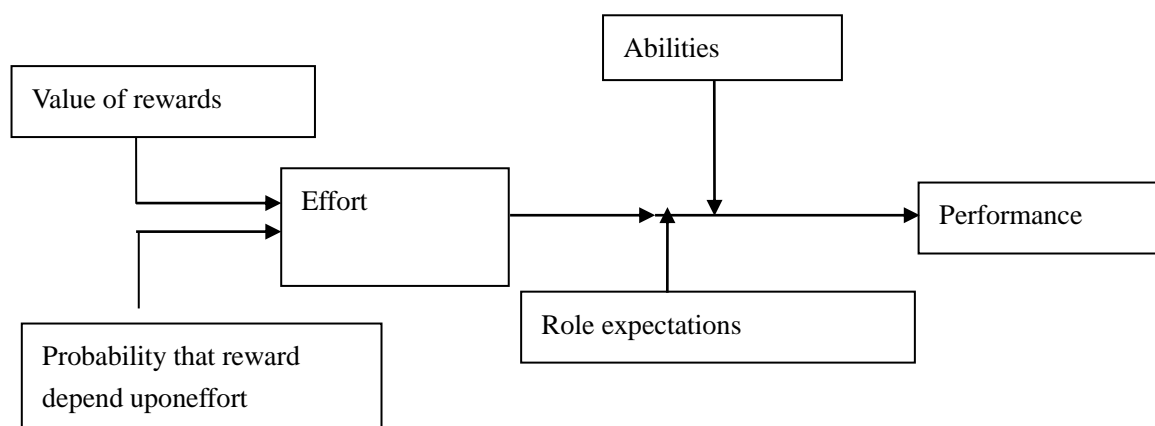 Abilities
Value of rewards
Effort
Performance
Role expectations
Probability that reward
depend uponeffort